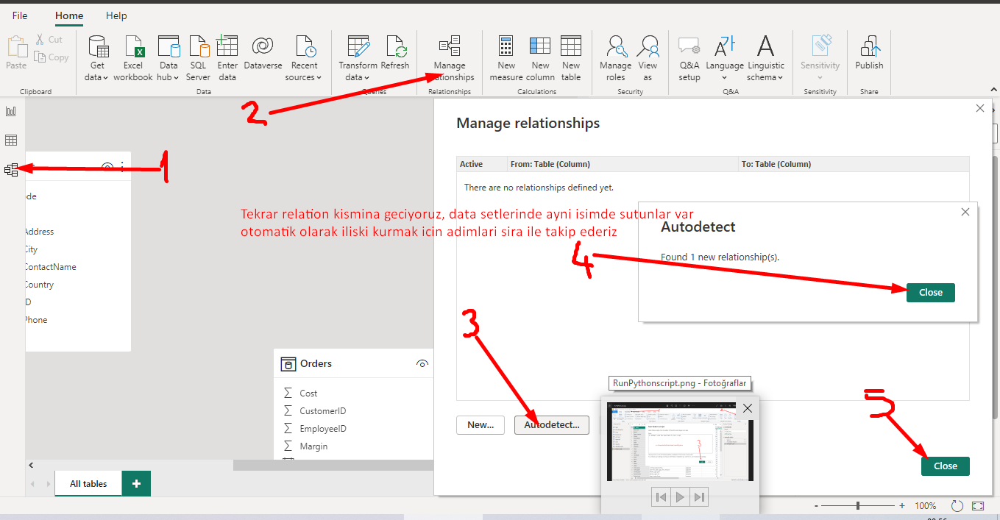 File Home Help
Paste
Cut
Copy
Clipboard
Get data
Excel workbook
Data hub
SQL Server
Enter data
Dataverse
Recent sources
Data
Transform data
Refresh
Queries
Manage
Relationships
New measure
New column
New table
Calculations
Manage roles
View as
Security
Q&A setup
Language
Linguistic schema
Q&A
Sensitivity
Sensitivity
Publish
Share
2
1
Manage relationships
Active From: Table (Column) To: Table (Column)
There are no relationships defined yet.
Tekrar relation kismina geciyoruz, data setlerinde ayni isimde sutunlar var
otomatik olarak iliski kurmak icin adimlari sira ile takip ederiz
Autodetect
Found 1 new relationship(s).
Close
4
3
5
ode
Address
City
ContactName
Country
ID
Phone
Orders
Cost
CustomerID
EmployeeID
Margin
RunPythonscript.png - Fotoğraflar
New... Autodetect...
Close
All tables +
- + 100%